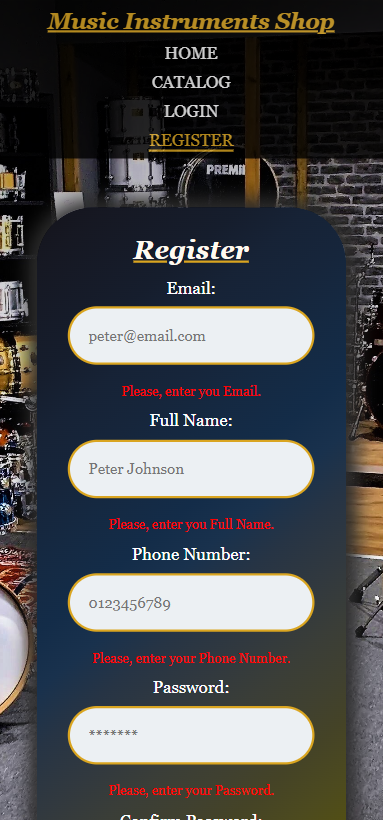 Music Instruments Shop
HOME
CATALOG
LOGIN
REGISTER
PREMI
Register
Email:
peter@email.com
Please, enter you Email.
Full Name:
Peter Johnson
Please, enter you Full Name.
Phone Number:
0123456789
Please, enter your Phone Number.
Password:
*******
Please, enter your Password.
Confirm Password: